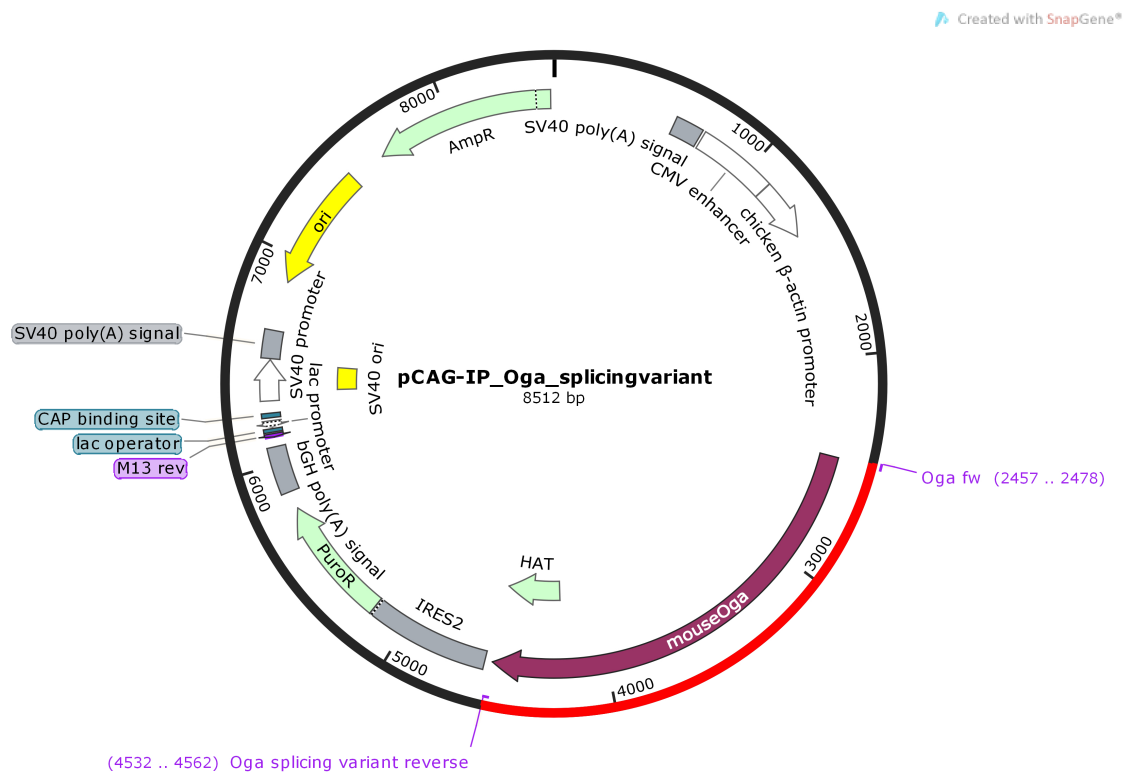 Created with SnapGene®
8000
1000
AmpR
SV40 poly(A) signal
CMV enhancer
chicken β-actin promoter
ori
7000
2000
SV40 poly(A) signal
SV40 promoter
SV40 ori
pCAG-IP_Oga_splicingvariant
8512 bp
lac promoter
CAP binding site
lac operator
M13 rev
bGH poly(A) signal
6000
Oga fw (2457 .. 2478)
PuroR
HAT
3000
IRES2
mouseOga
5000
4000
(4532 .. 4562) Oga splicing variant reverse